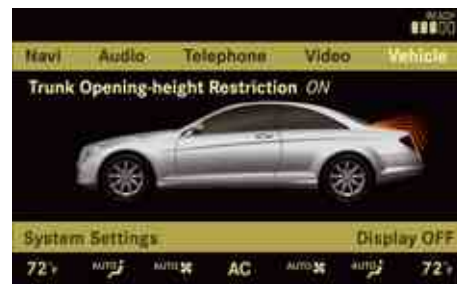 READY
Navi Audio Telephone Video Vehicle
Trunk Opening-height Restriction ON
System Settings Display OFF
72°F AUTO AUTO AC AUTO AUTO 72°F